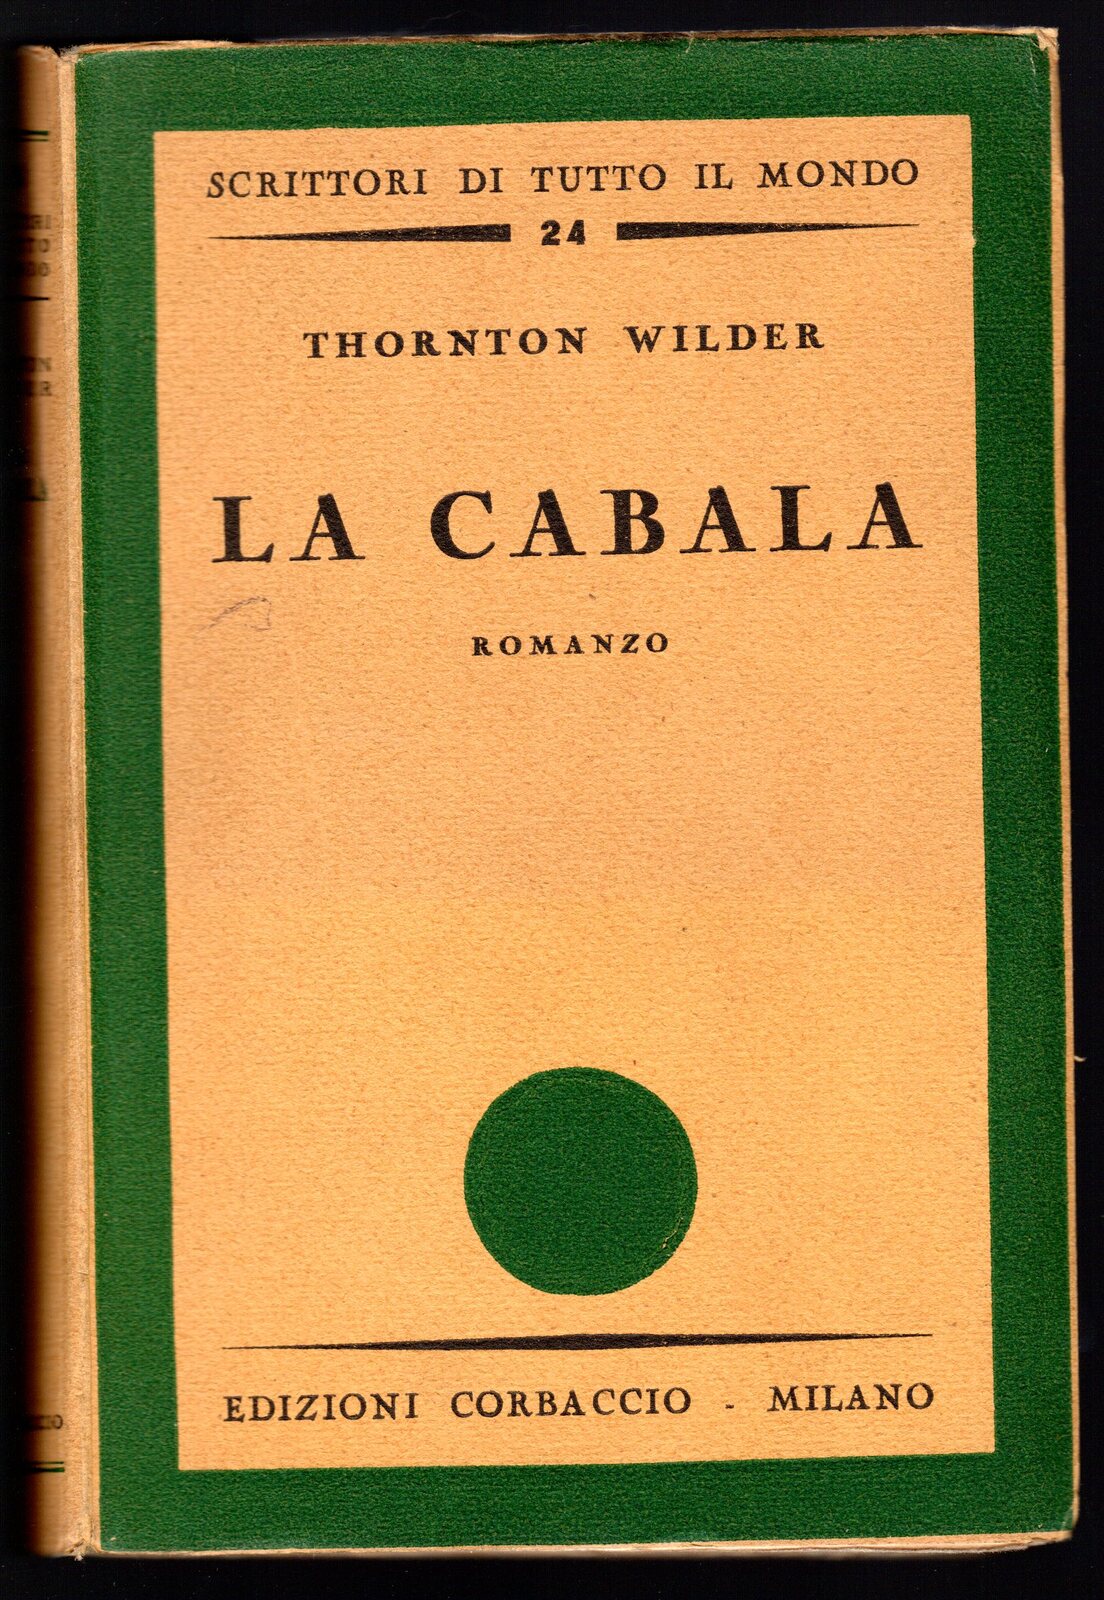 SCRITTORI DI TUTTO IL MONDO
24
THORNTON WILDER
LA CABALA
ROMANZO
EDIZIONI CORBACCIO - MILANO